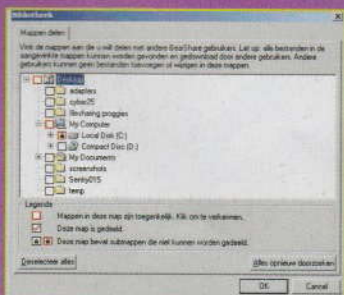 Bibliotheek
Mappen delen
Vink de mappen aan die u wilt delen met andere BearShare gebruikers. Let op: alle bestanden in de
aangevinkte mappen kunnen worden gevonden en gedownload door andere gebruikers. Andere
gebruikers kunnen geen bestanden toevoegen of wijzigen in deze mappen.
Desktop
adapters
cyber25
filesharing proggies
My Computer
Local Disk (C:)
Compact Disc (D:)
My Documents
screenshots
Sentry05
temp
Legenda
Mappen in deze map zijn toegankelijk. Klik om te verkennen.
Deze map is gedeeld.
Deze map bevat submappen die niet kunnen worden gedeeld.
Deselecteer alles
Alles opnieuw doorzoeken
OK
Cancel